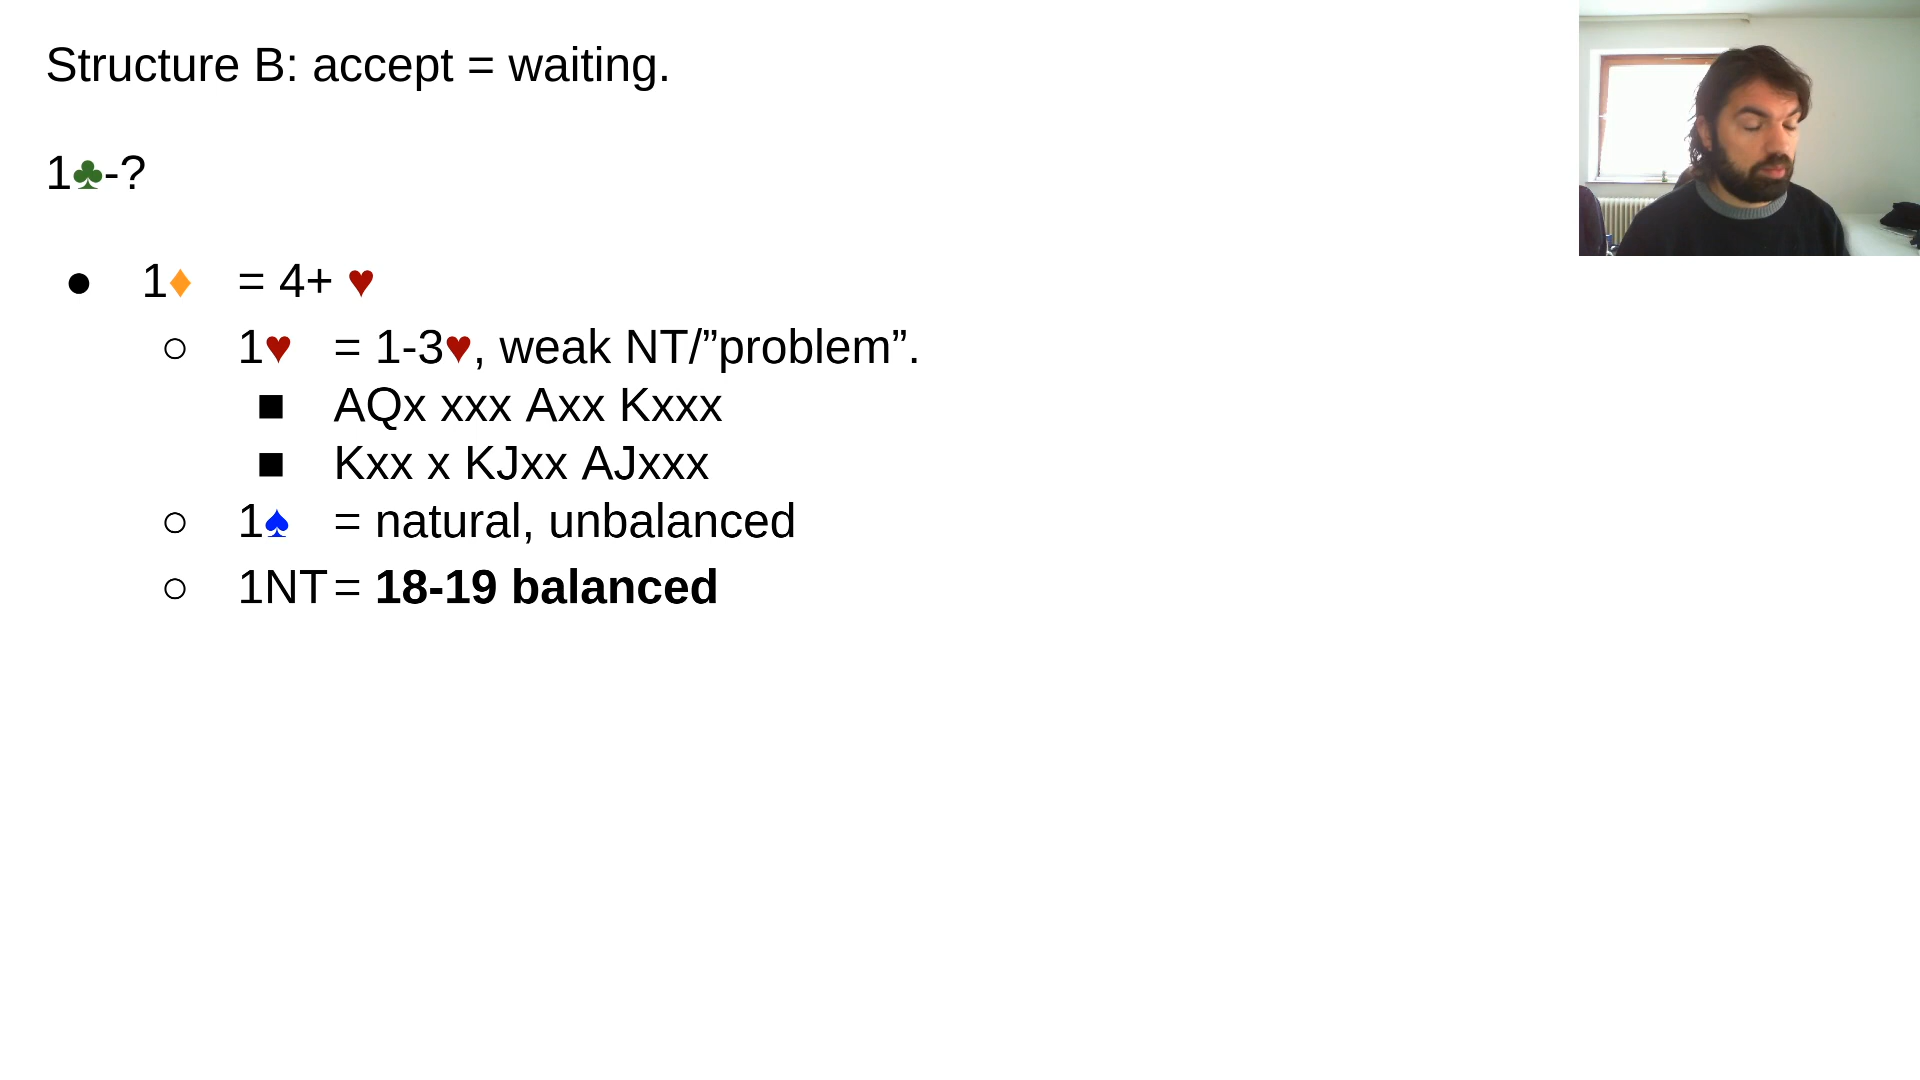 Structure B: accept = waiting.
1♣-?
● 1♦ = 4+ ♥
○ 1♥ = 1-3♥, weak NT/”problem”.
■ AQx xxx Axx Kxxx
■ Kxx x KJxx AJxxx
○ 1♠ = natural, unbalanced
○ 1NT = 18-19 balanced